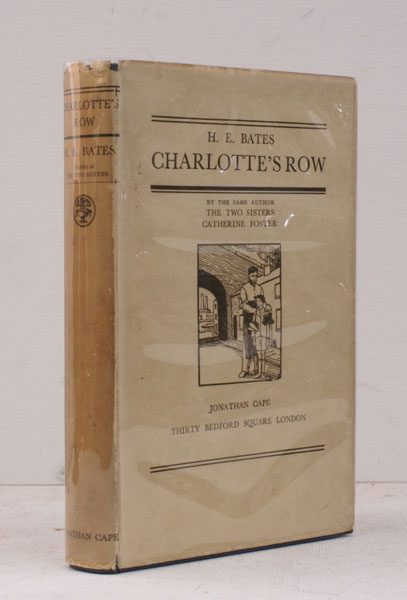 CHARLOTTE'S
ROW
H. E. BATES
Author of
THE TWO SISTERS
JONATHAN CAPE
H. E. BATES
CHARLOTTE'S ROW
BY THE SAME AUTHOR
THE TWO SISTERS
CATHERINE FOSTER
JONATHAN CAPE
THIRTY BEDFORD SQUARE LONDON